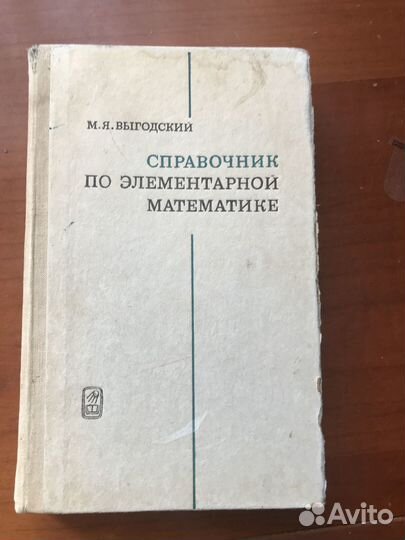 М.Я.ВЫГОДСКИЙ
СПРАВОЧНИК
ПО ЭЛЕМЕНТАРНОЙ
МАТЕМАТИКЕ
Avito